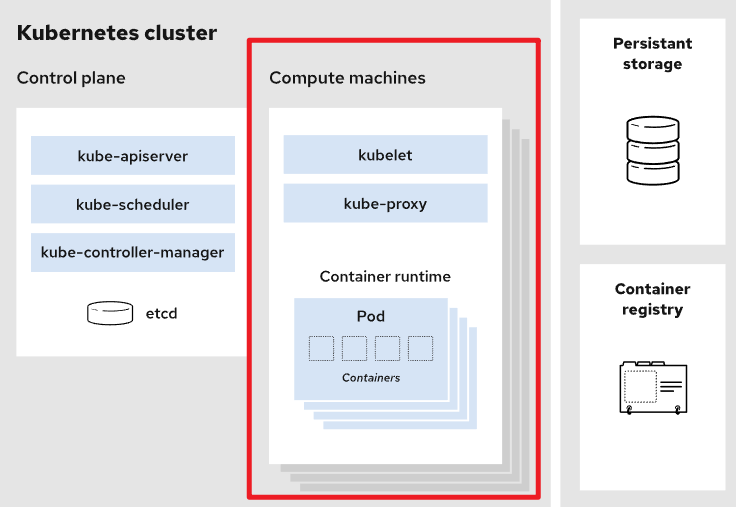 Kubernetes cluster
Control plane
kube-apiserver
kube-scheduler
kube-controller-manager
etcd
Compute machines
kubelet
kube-proxy
Container runtime
Pod
Containers
Persistant
storage
Container
registry